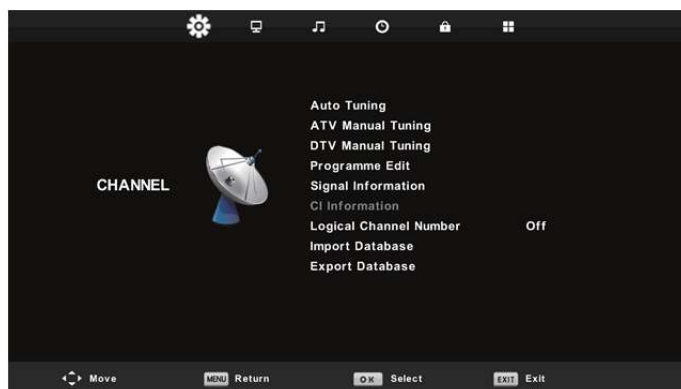 CHANNEL
Auto Tuning
ATV Manual Tuning
DTV Manual Tuning
Programme Edit
Signal Information
CI Information
Logical Channel Number Off
Import Database
Export Database
Move MENU Return OK Select EXIT Exit